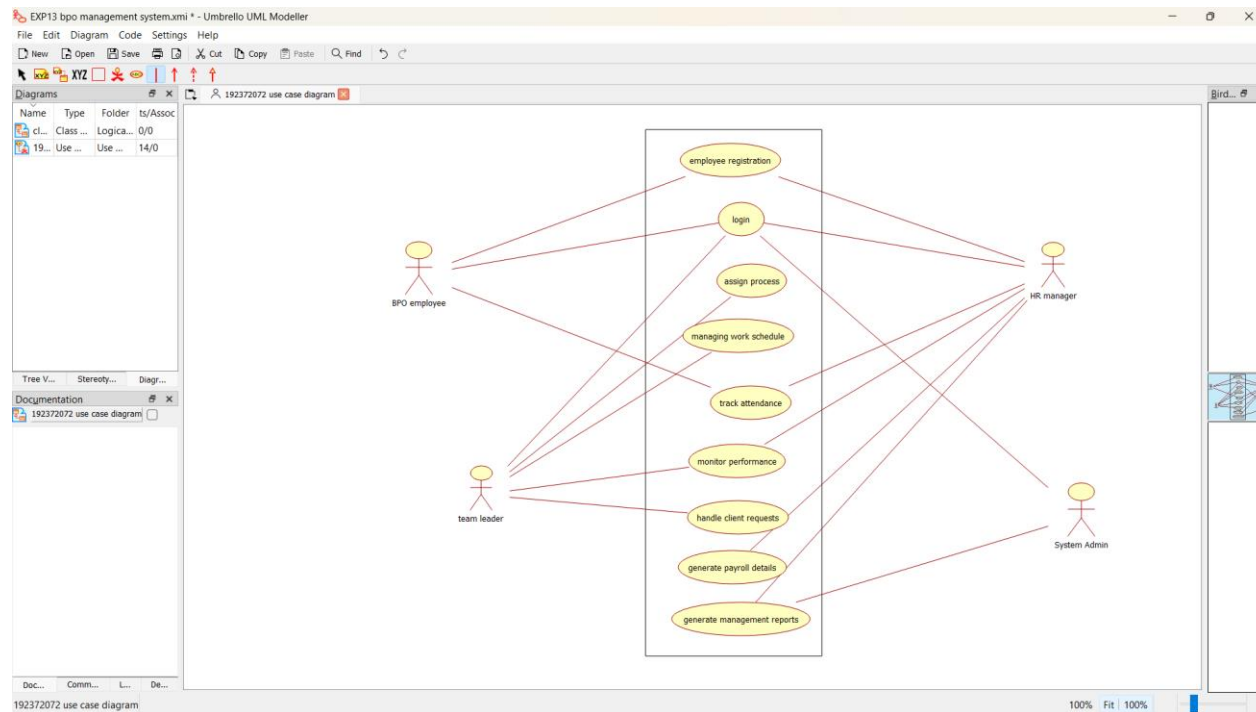 EXP13 bpo management system.xmi * - Umbrello UML Modeller
File Edit Diagram Code Settings Help
New Open Save Cut Copy Paste Find
XYZ XYZ
Diagrams
192372072 use case diagram
Bird...
Name Type Folder ts/Assoc
cl... Class ... Logica... 0/0
19... Use ... Use ... 14/0
Tree V... Stereoty... Diagr...
Documentation
192372072 use case diagram
Doc... Comm... L... De...
employee registration
login
BPO employee
HR manager
assign process
managing work schedule
track attendance
monitor performance
team leader
handle client requests
System Admin
generate payroll details
generate management reports
192372072 use case diagram
100% Fit 100%